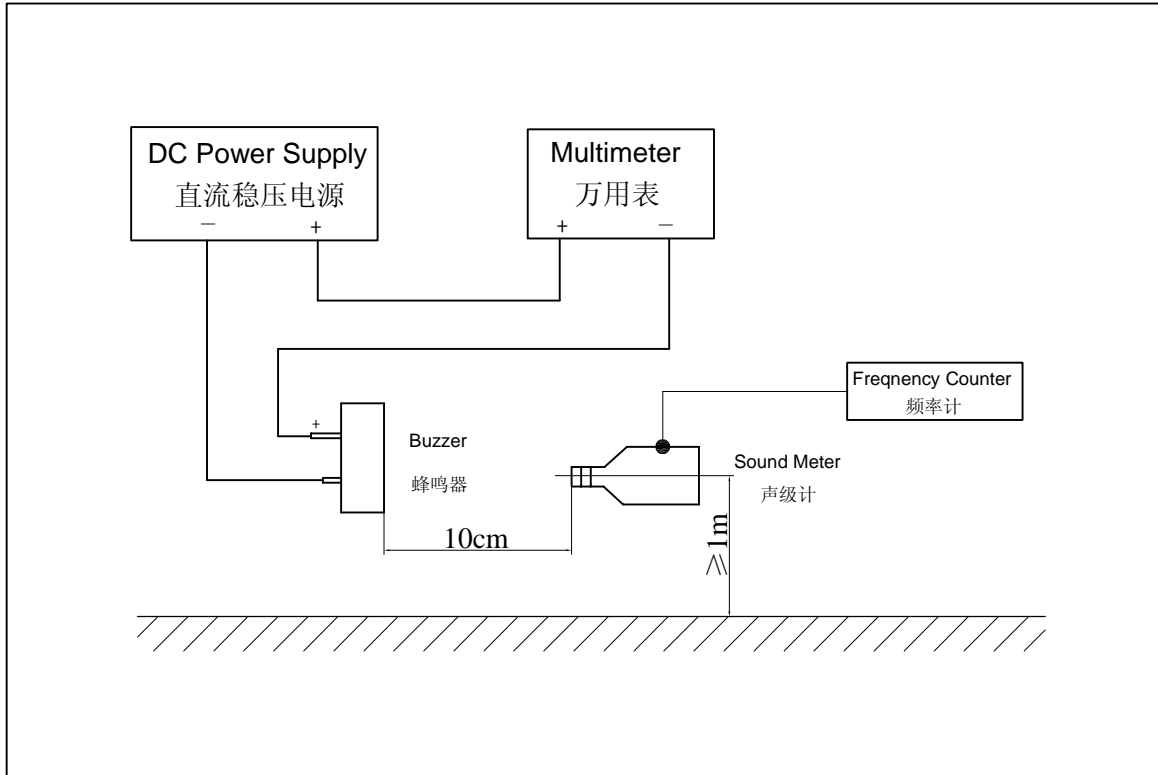 DC Power Supply
直流稳压电源
－ +
Multimeter
万用表
+ －
Freqnency Counter
频率计
+
Buzzer
蜂鸣器
Sound Meter
声级计
10cm
≥1m